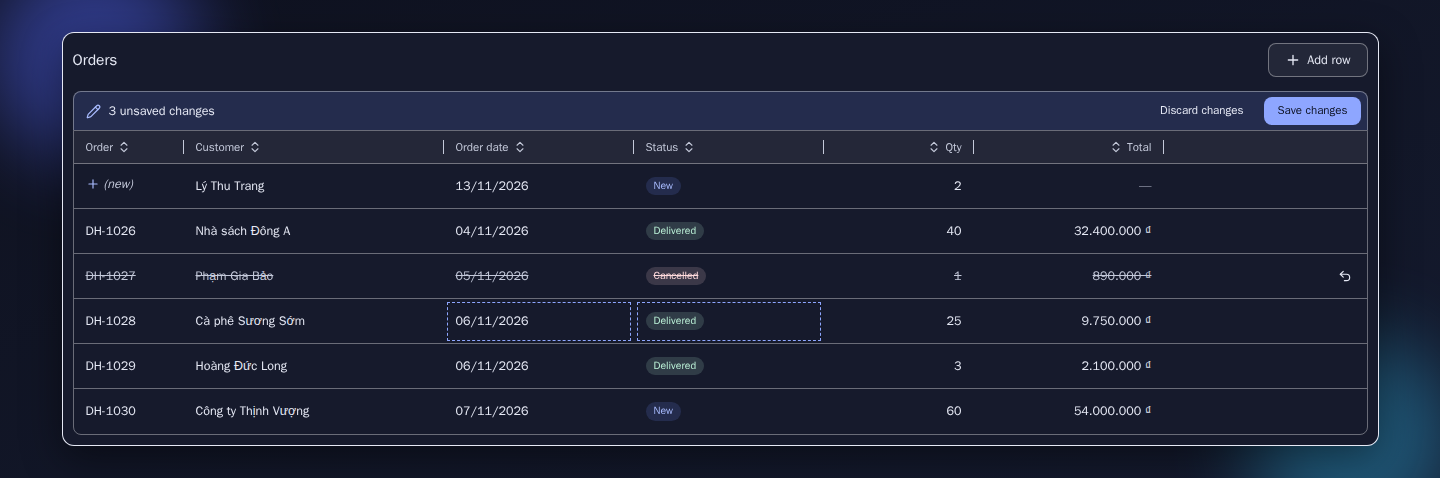 Orders
Add row
3 unsaved changes Discard changes Save changes
Order Customer Order date Status Qty Total
(new) Lý Thu Trang 13/11/2026 New 2 —
DH-1026 Nhà sách Đông A 04/11/2026 Delivered 40 32.400.000 ₫
DH-1027 Phạm Gia Bảo 05/11/2026 Cancelled 1 890.000 ₫
DH-1028 Cà phê Sương Sớm 06/11/2026 Delivered 25 9.750.000 ₫
DH-1029 Hoàng Đức Long 06/11/2026 Delivered 3 2.100.000 ₫
DH-1030 Công ty Thịnh Vượng 07/11/2026 New 60 54.000.000 ₫